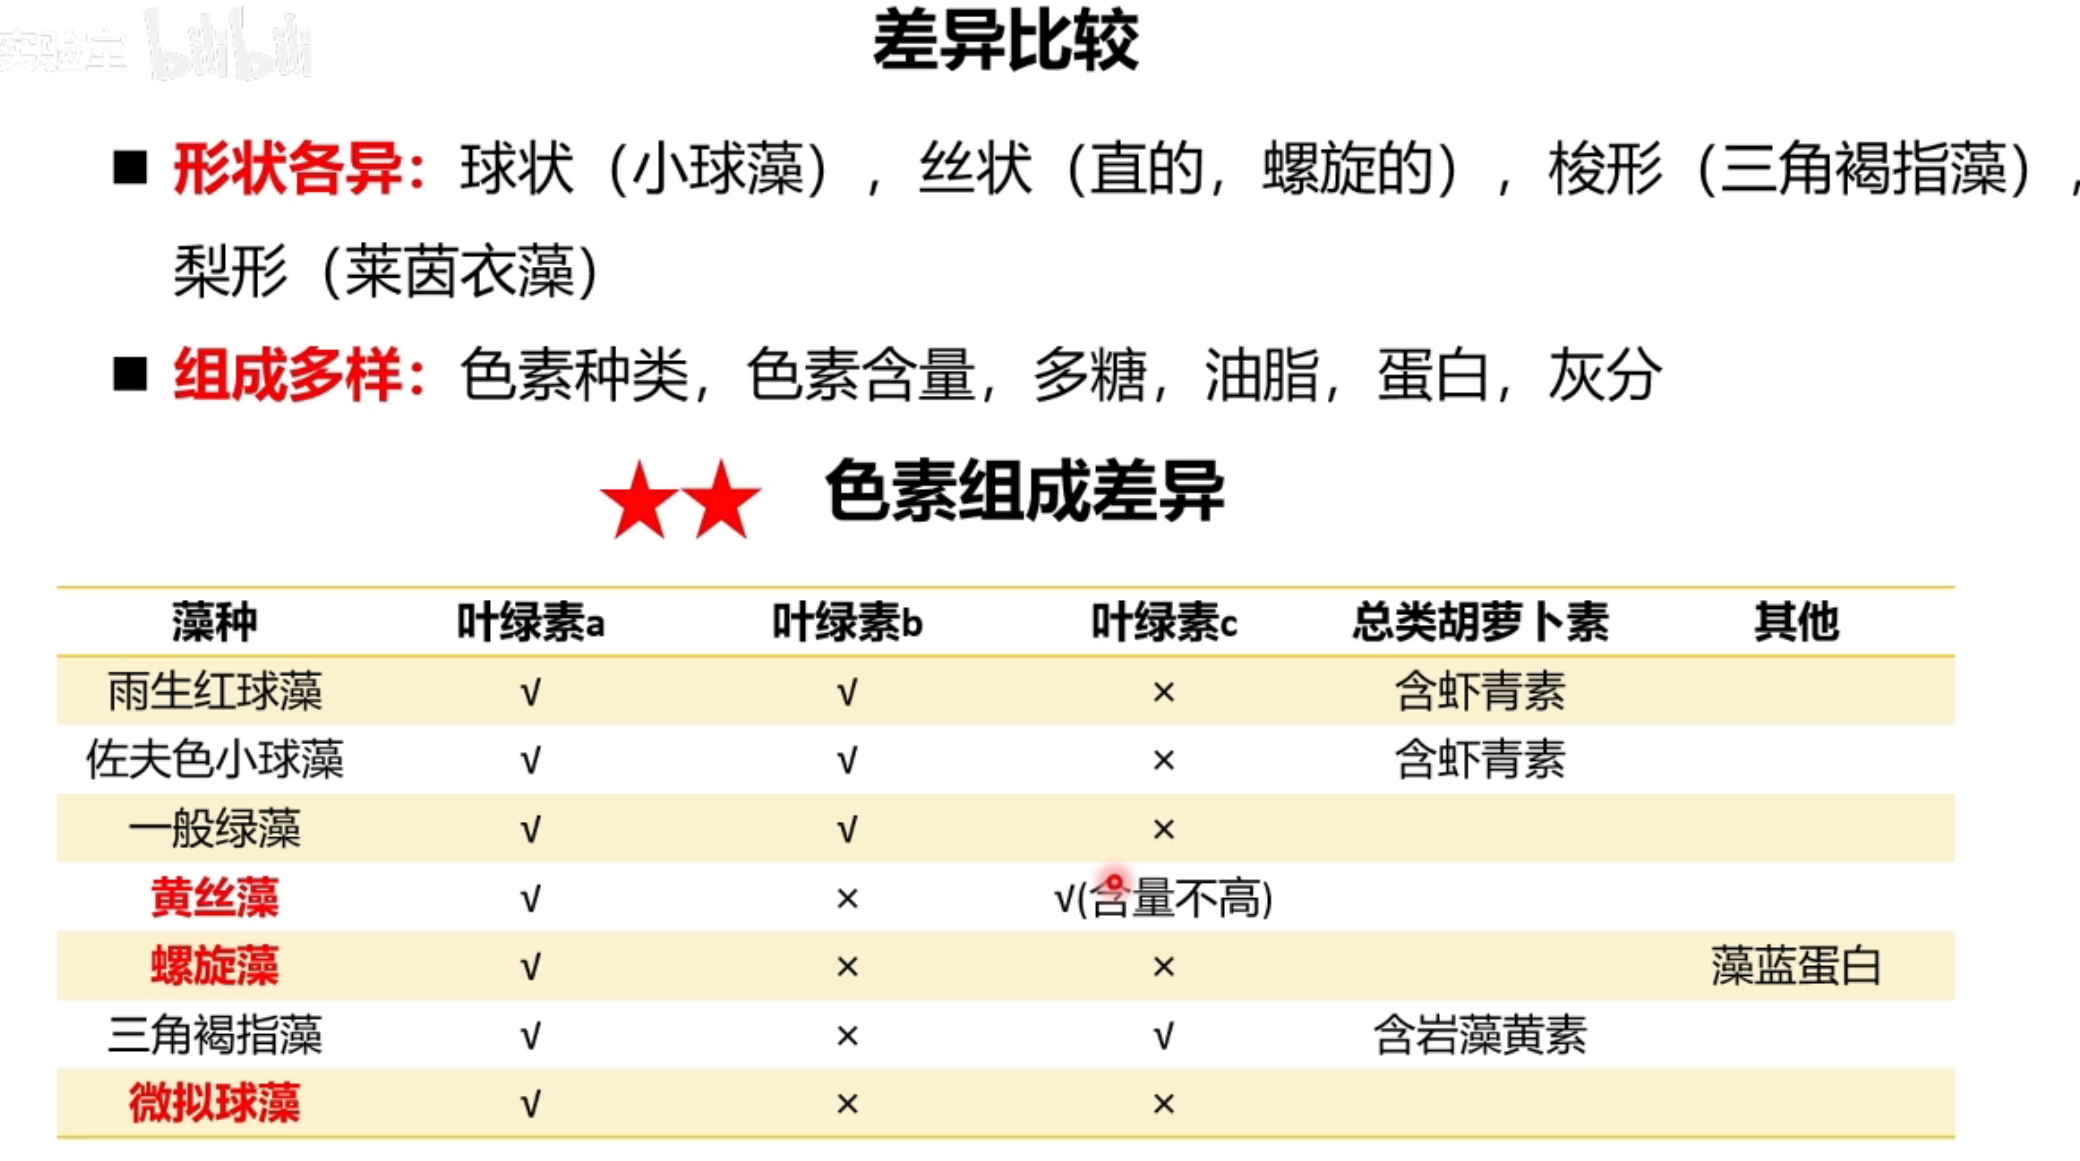 实验室 bilibili
差异比较
■ 形状各异：球状（小球藻），丝状（直的，螺旋的），梭形（三角褐指藻），
梨形（莱茵衣藻）
■ 组成多样：色素种类，色素含量，多糖，油脂，蛋白，灰分
★★ 色素组成差异
藻种 叶绿素a 叶绿素b 叶绿素c 总类胡萝卜素 其他
雨生红球藻 √ √ × 含虾青素
佐夫色小球藻 √ √ × 含虾青素
一般绿藻 √ √ ×
黄丝藻 √ × √(含量不高)
螺旋藻 √ × × 藻蓝蛋白
三角褐指藻 √ × √ 含岩藻黄素
微拟球藻 √ × ×